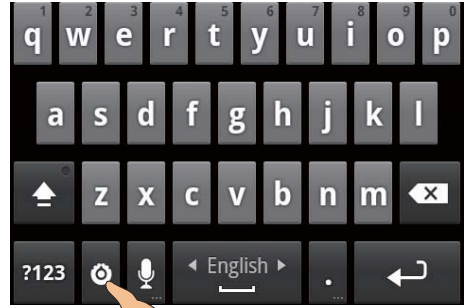 1 2 3 4 5 6 7 8 9 0
q w e r t y u i o p
a s d f g h j k l
z x c v b n m
?123 English .